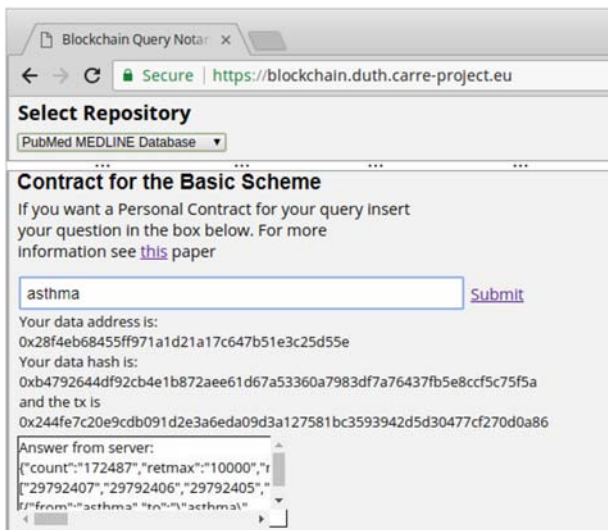 Blockchain Query Notar
Secure | https://blockchain.duth.carre-project.eu
Select Repository
PubMed MEDLINE Database
Contract for the Basic Scheme
If you want a Personal Contract for your query insert
your question in the box below. For more
information see this paper
asthma Submit
Your data address is:
0x28f4eb68455ff971a1d21a17c647b51e3c25d55e
Your data hash is:
0xb4792644df92cb4e1b872aee61d67a53360a7983df7a76437fb5e8ccf5c75f5a
and the tx is
0x244fe7c20e9cdb091d2e3a6eda09d3a127581bc3593942d5d30477cf270d0a86
Answer from server:
{"count":"172487","retmax":"10000","r
["29792407","29792406","29792405","
[{"from":"asthma","to":"\"asthma\"